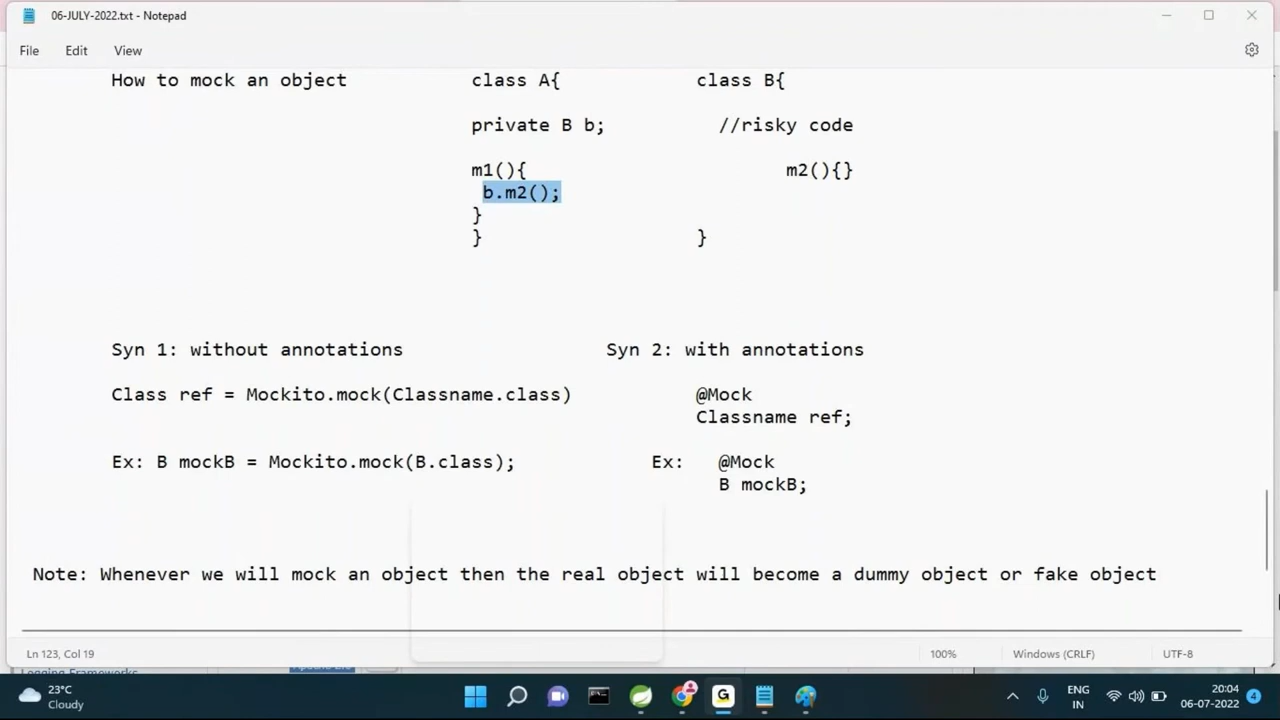 06-JULY-2022.txt - Notepad
File Edit View
How to mock an object class A{ class B{
private B b; //risky code
m1(){ m2(){}
b.m2();
}
} }
Syn 1: without annotations Syn 2: with annotations
Class ref = Mockito.mock(Classname.class) @Mock
Classname ref;
Ex: B mockB = Mockito.mock(B.class); Ex: @Mock
B mockB;
Note: Whenever we will mock an object then the real object will become a dummy object or fake object
Ln 123, Col 19 100% Windows (CRLF) UTF-8
Logging Frameworks
23°C
Cloudy
ENG
IN
20:04
06-07-2022
4